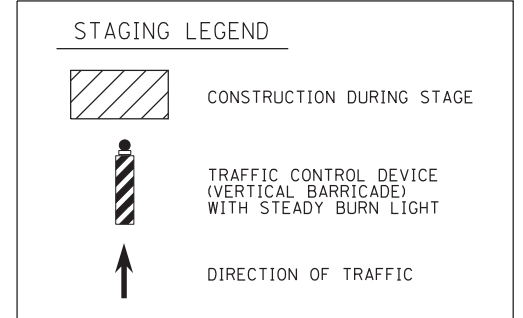 STAGING LEGEND
CONSTRUCTION DURING STAGE
TRAFFIC CONTROL DEVICE
(VERTICAL BARRICADE)
WITH STEADY BURN LIGHT
DIRECTION OF TRAFFIC